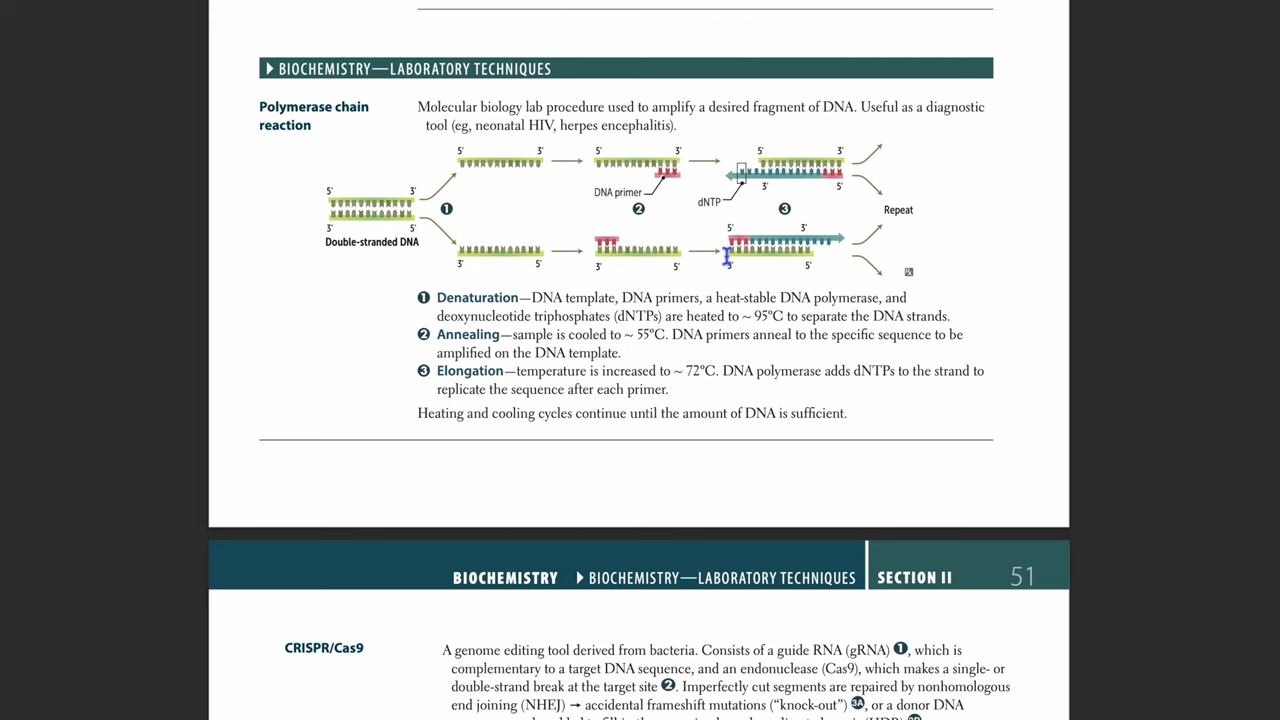 BIOCHEMISTRY—LABORATORY TECHNIQUES
Polymerase chain
reaction
Molecular biology lab procedure used to amplify a desired fragment of DNA. Useful as a diagnostic
tool (eg, neonatal HIV, herpes encephalitis).
5' 3' 5' 3' 5' 3'
DNA primer
dNTP
3' 5'
5' 3'
1 2 3
Repeat
3' 5'
Double-stranded DNA
5' 3'
3' 5' 3' 5' 3' 5'
1 Denaturation—DNA template, DNA primers, a heat-stable DNA polymerase, and
deoxynucleotide triphosphates (dNTPs) are heated to ~ 95°C to separate the DNA strands.
2 Annealing—sample is cooled to ~ 55°C. DNA primers anneal to the specific sequence to be
amplified on the DNA template.
3 Elongation—temperature is increased to ~ 72°C. DNA polymerase adds dNTPs to the strand to
replicate the sequence after each primer.
Heating and cooling cycles continue until the amount of DNA is sufficient.
BIOCHEMISTRY BIOCHEMISTRY—LABORATORY TECHNIQUES SECTION II 51
CRISPR/Cas9
A genome editing tool derived from bacteria. Consists of a guide RNA (gRNA) 1, which is
complementary to a target DNA sequence, and an endonuclease (Cas9), which makes a single- or
double-strand break at the target site 2. Imperfectly cut segments are repaired by nonhomologous
end joining (NHEJ) → accidental frameshift mutations ("knock-out") 3A, or a donor DNA